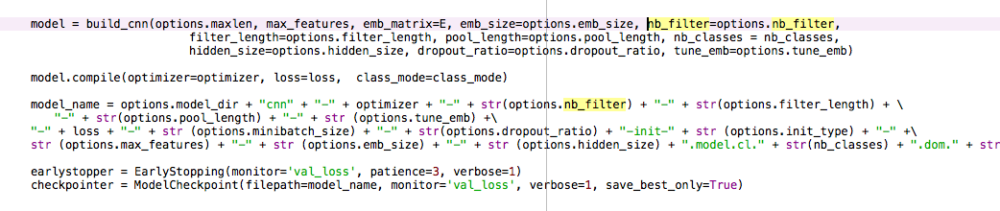 model = build_cnn(options.maxlen, max_features, emb_matrix=E, emb_size=options.emb_size, nb_filter=options.nb_filter,
filter_length=options.filter_length, pool_length=options.pool_length, nb_classes = nb_classes,
hidden_size=options.hidden_size, dropout_ratio=options.dropout_ratio, tune_emb=options.tune_emb)
model.compile(optimizer=optimizer, loss=loss,  class_mode=class_mode)
model_name = options.model_dir + "cnn" + "-" + optimizer + "-" + str(options.nb_filter) + "-" + str(options.filter_length) + \
"-" + str(options.pool_length) + "-" + str (options.tune_emb) +\
"-" + loss + "-" + str (options.minibatch_size) + "-" + str(options.dropout_ratio) + "-init-" + str (options.init_type) + "-" +\
str (options.max_features) + "-" + str (options.emb_size) + "-" + str (options.hidden_size) + ".model.cl." + str(nb_classes) + ".dom." + str
earlystopper = EarlyStopping(monitor='val_loss', patience=3, verbose=1)
checkpointer = ModelCheckpoint(filepath=model_name, monitor='val_loss', verbose=1, save_best_only=True)